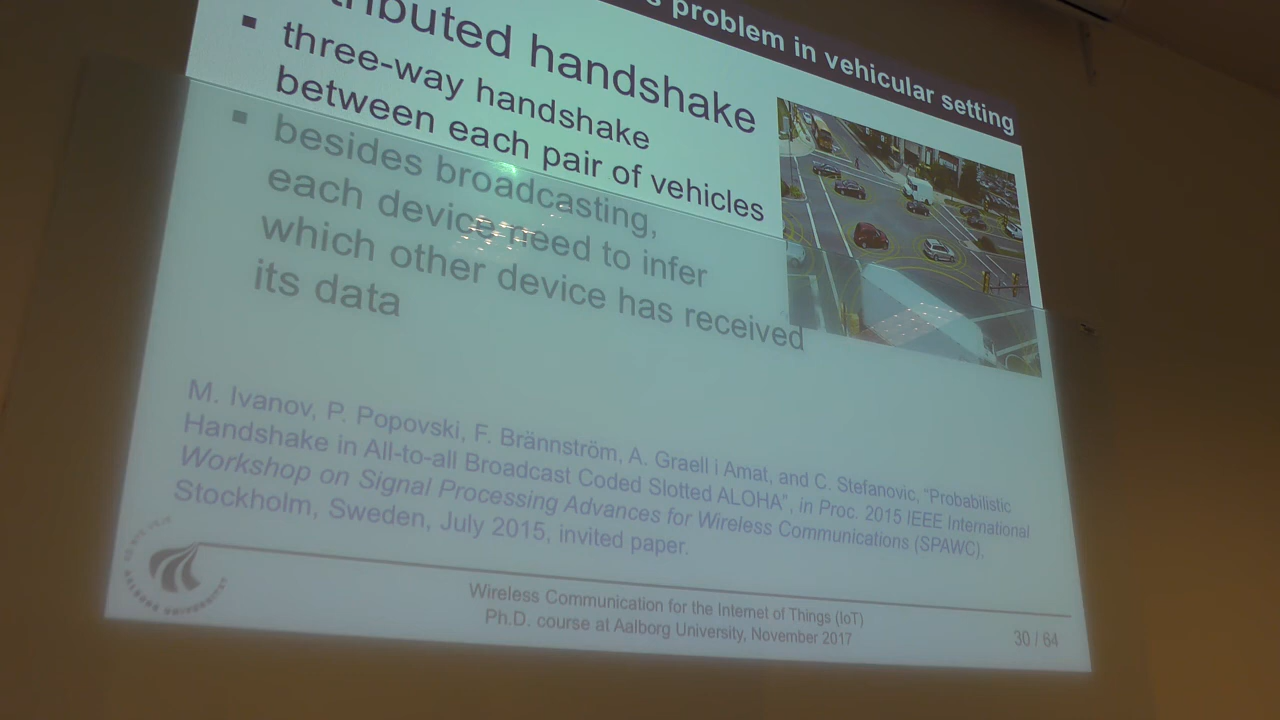 problem in vehicular setting
handshake
▪ three-way handshake
between each pair of vehicles
▪ besides broadcasting,
each device need to infer
which other device has received
its data
M. Ivanov, P. Popovski, F. Brännström, A. Graell i Amat, and C. Stefanovic, "Probabilistic
Handshake in All-to-all Broadcast Coded Slotted ALOHA", in Proc. 2015 IEEE International
Workshop on Signal Processing Advances for Wireless Communications (SPAWC),
Stockholm, Sweden, July 2015, invited paper.
Wireless Communication for the Internet of Things (IoT)
Ph.D. course at Aalborg University, November 2017
30 / 64